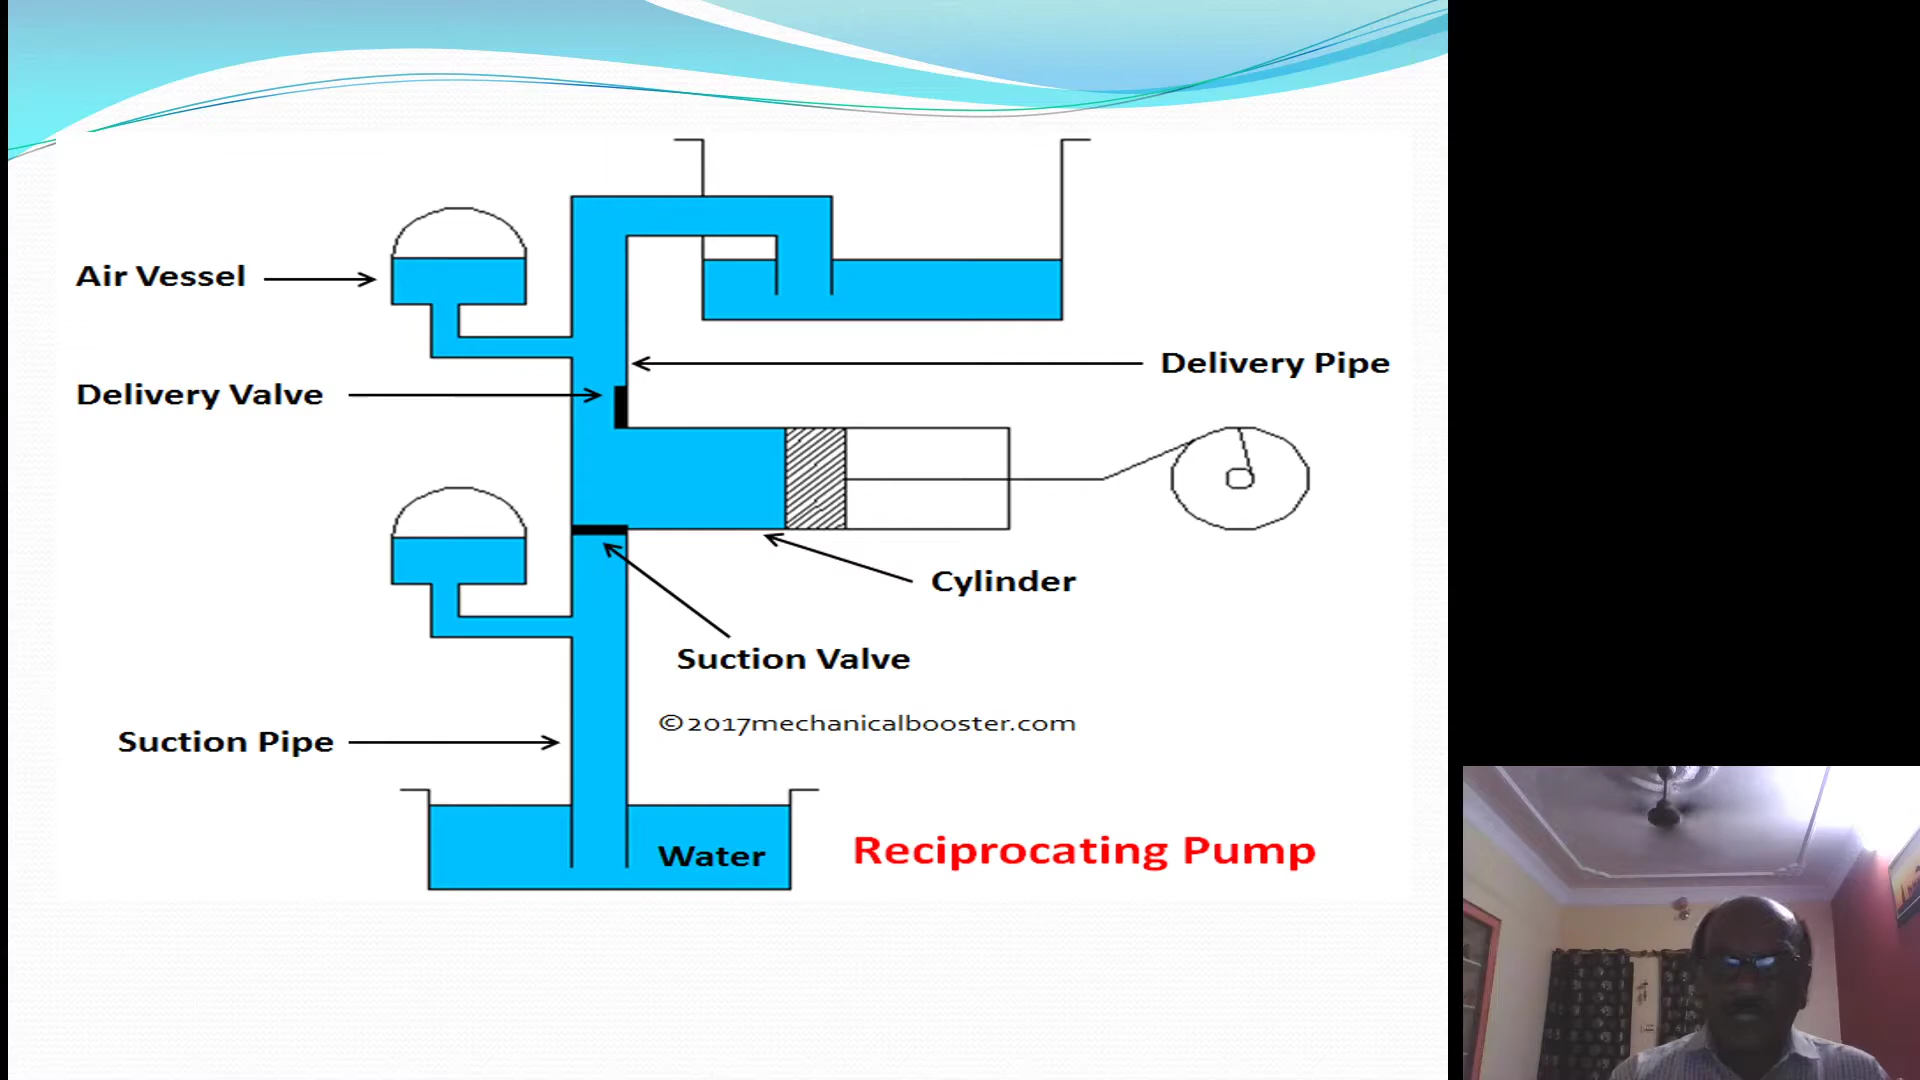 Air Vessel
Delivery Pipe
Delivery Valve
Cylinder
Suction Valve
©2017mechanicalbooster.com
Suction Pipe
Water
Reciprocating Pump